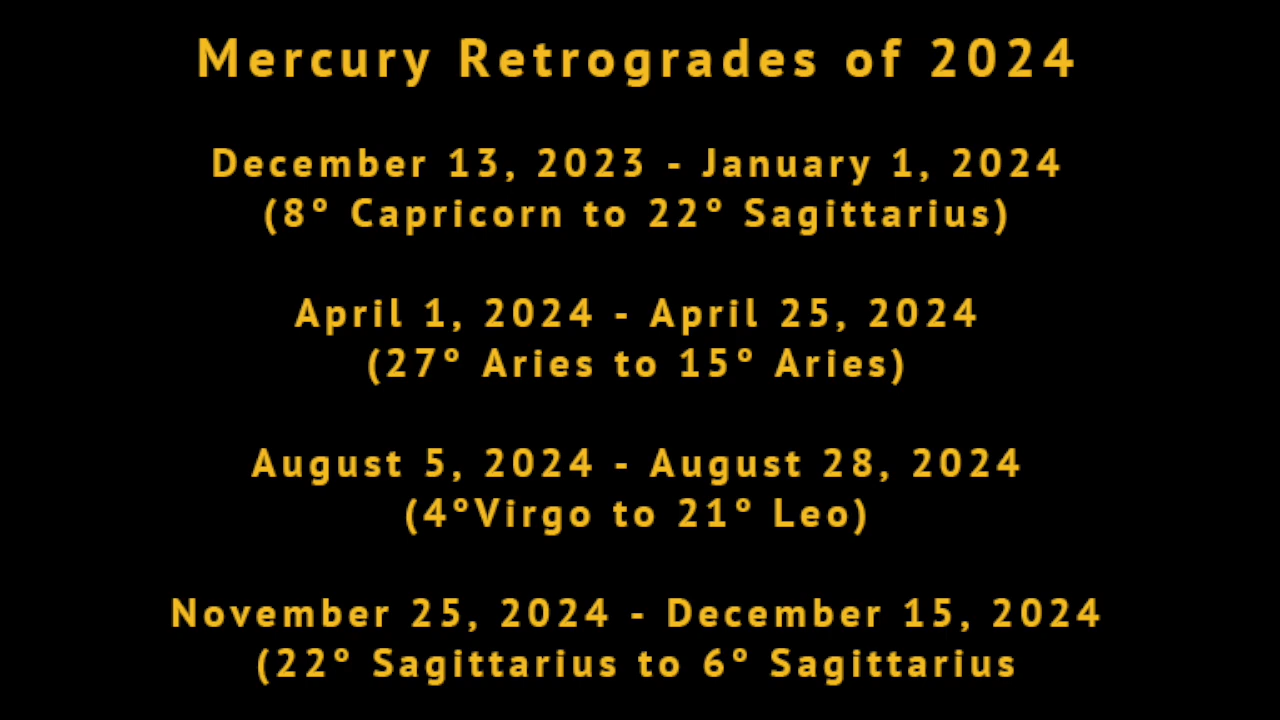 Mercury Retrogrades of 2024
December 13, 2023 - January 1, 2024
(8° Capricorn to 22° Sagittarius)
April 1, 2024 - April 25, 2024
(27° Aries to 15° Aries)
August 5, 2024 - August 28, 2024
(4°Virgo to 21° Leo)
November 25, 2024 - December 15, 2024
(22° Sagittarius to 6° Sagittarius